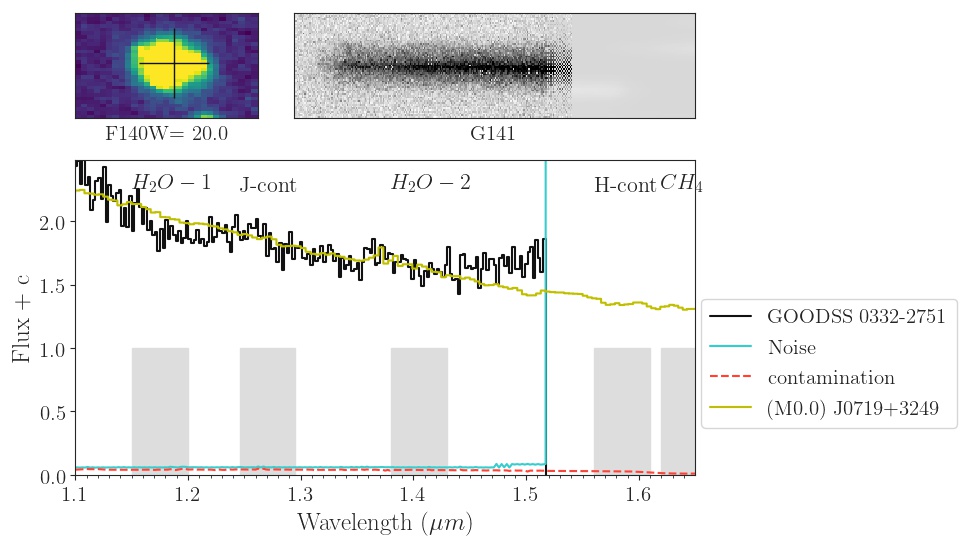 F140W= 20.0
G141
H₂O − 1 J-cont H₂O − 2 H-cont CH₄
2.0
1.5
1.0
0.5
0.0
Flux + c
1.1 1.2 1.3 1.4 1.5 1.6
Wavelength (μm)
GOODSS 0332-2751
Noise
contamination
(M0.0) J0719+3249